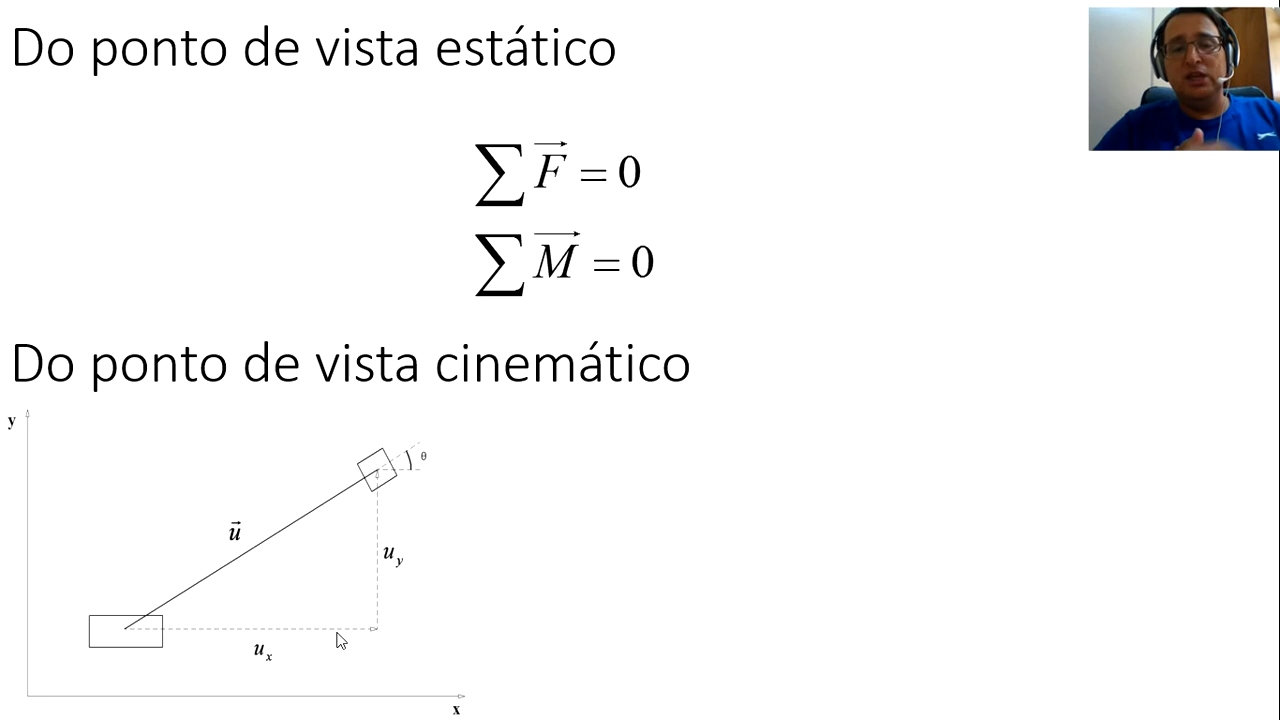 Do ponto de vista estático
∑ F⃗ = 0
∑ M⃗ = 0
Do ponto de vista cinemático
y
θ
u⃗
u_y
u_x
x